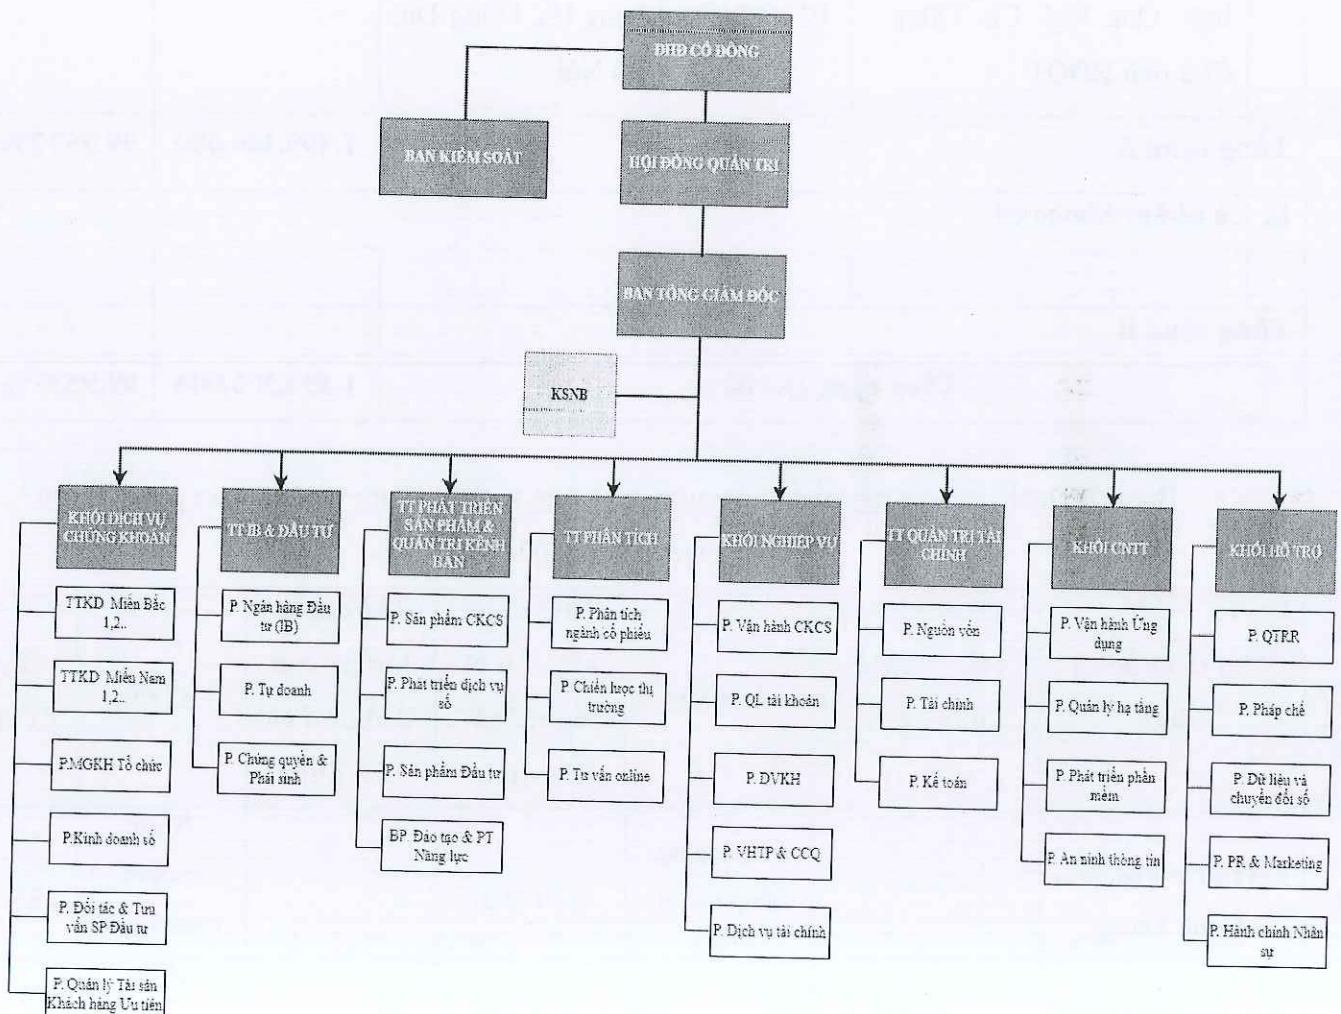 ĐHĐ CỔ ĐÔNG
BAN KIỂM SOÁT
HỘI ĐỒNG QUẢN TRỊ
BAN TỔNG GIÁM ĐỐC
KSNB
KHỐI DỊCH VỤ
CHỨNG KHOÁN
TTKD Miền Bắc
1,2..
TTKD Miền Nam
1,2..
P.MGKH Tổ chức
P.Kinh doanh số
P. Đối tác & Tư
vấn SP Đầu tư
P. Quản lý Tài sản
Khách hàng Ưu tiên
TT IB & ĐẦU TƯ
P. Ngân hàng Đầu
tư (IB)
P. Tự doanh
P. Chứng quyền &
Phái sinh
TT PHÁT TRIỂN
SẢN PHẨM &
QUẢN TRỊ KÊNH
BÁN
P. Sản phẩm CKCS
P. Phát triển dịch vụ
số
P. Sản phẩm Đầu tư
BP. Đào tạo & PT
Năng lực
TT PHÂN TÍCH
P. Phân tích
ngành cổ phiếu
P. Chiến lược thị
trường
P. Tư vấn online
KHỐI NGHIỆP VỤ
P. Vận hành CKCS
P. QL tài khoản
P. DVKH
P. VHTP & CCQ
P. Dịch vụ tài chính
TT QUẢN TRỊ TÀI
CHÍNH
P. Nguồn vốn
P. Tài chính
P. Kế toán
KHỐI CNTT
P. Vận hành Ứng
dụng
P. Quản lý hạ tầng
P. Phát triển phần
mềm
P. An ninh thông tin
KHỐI HỖ TRỢ
P. QTRR
P. Pháp chế
P. Dữ liệu và
chuyển đổi số
P. PR & Marketing
P. Hành chính Nhân
sự